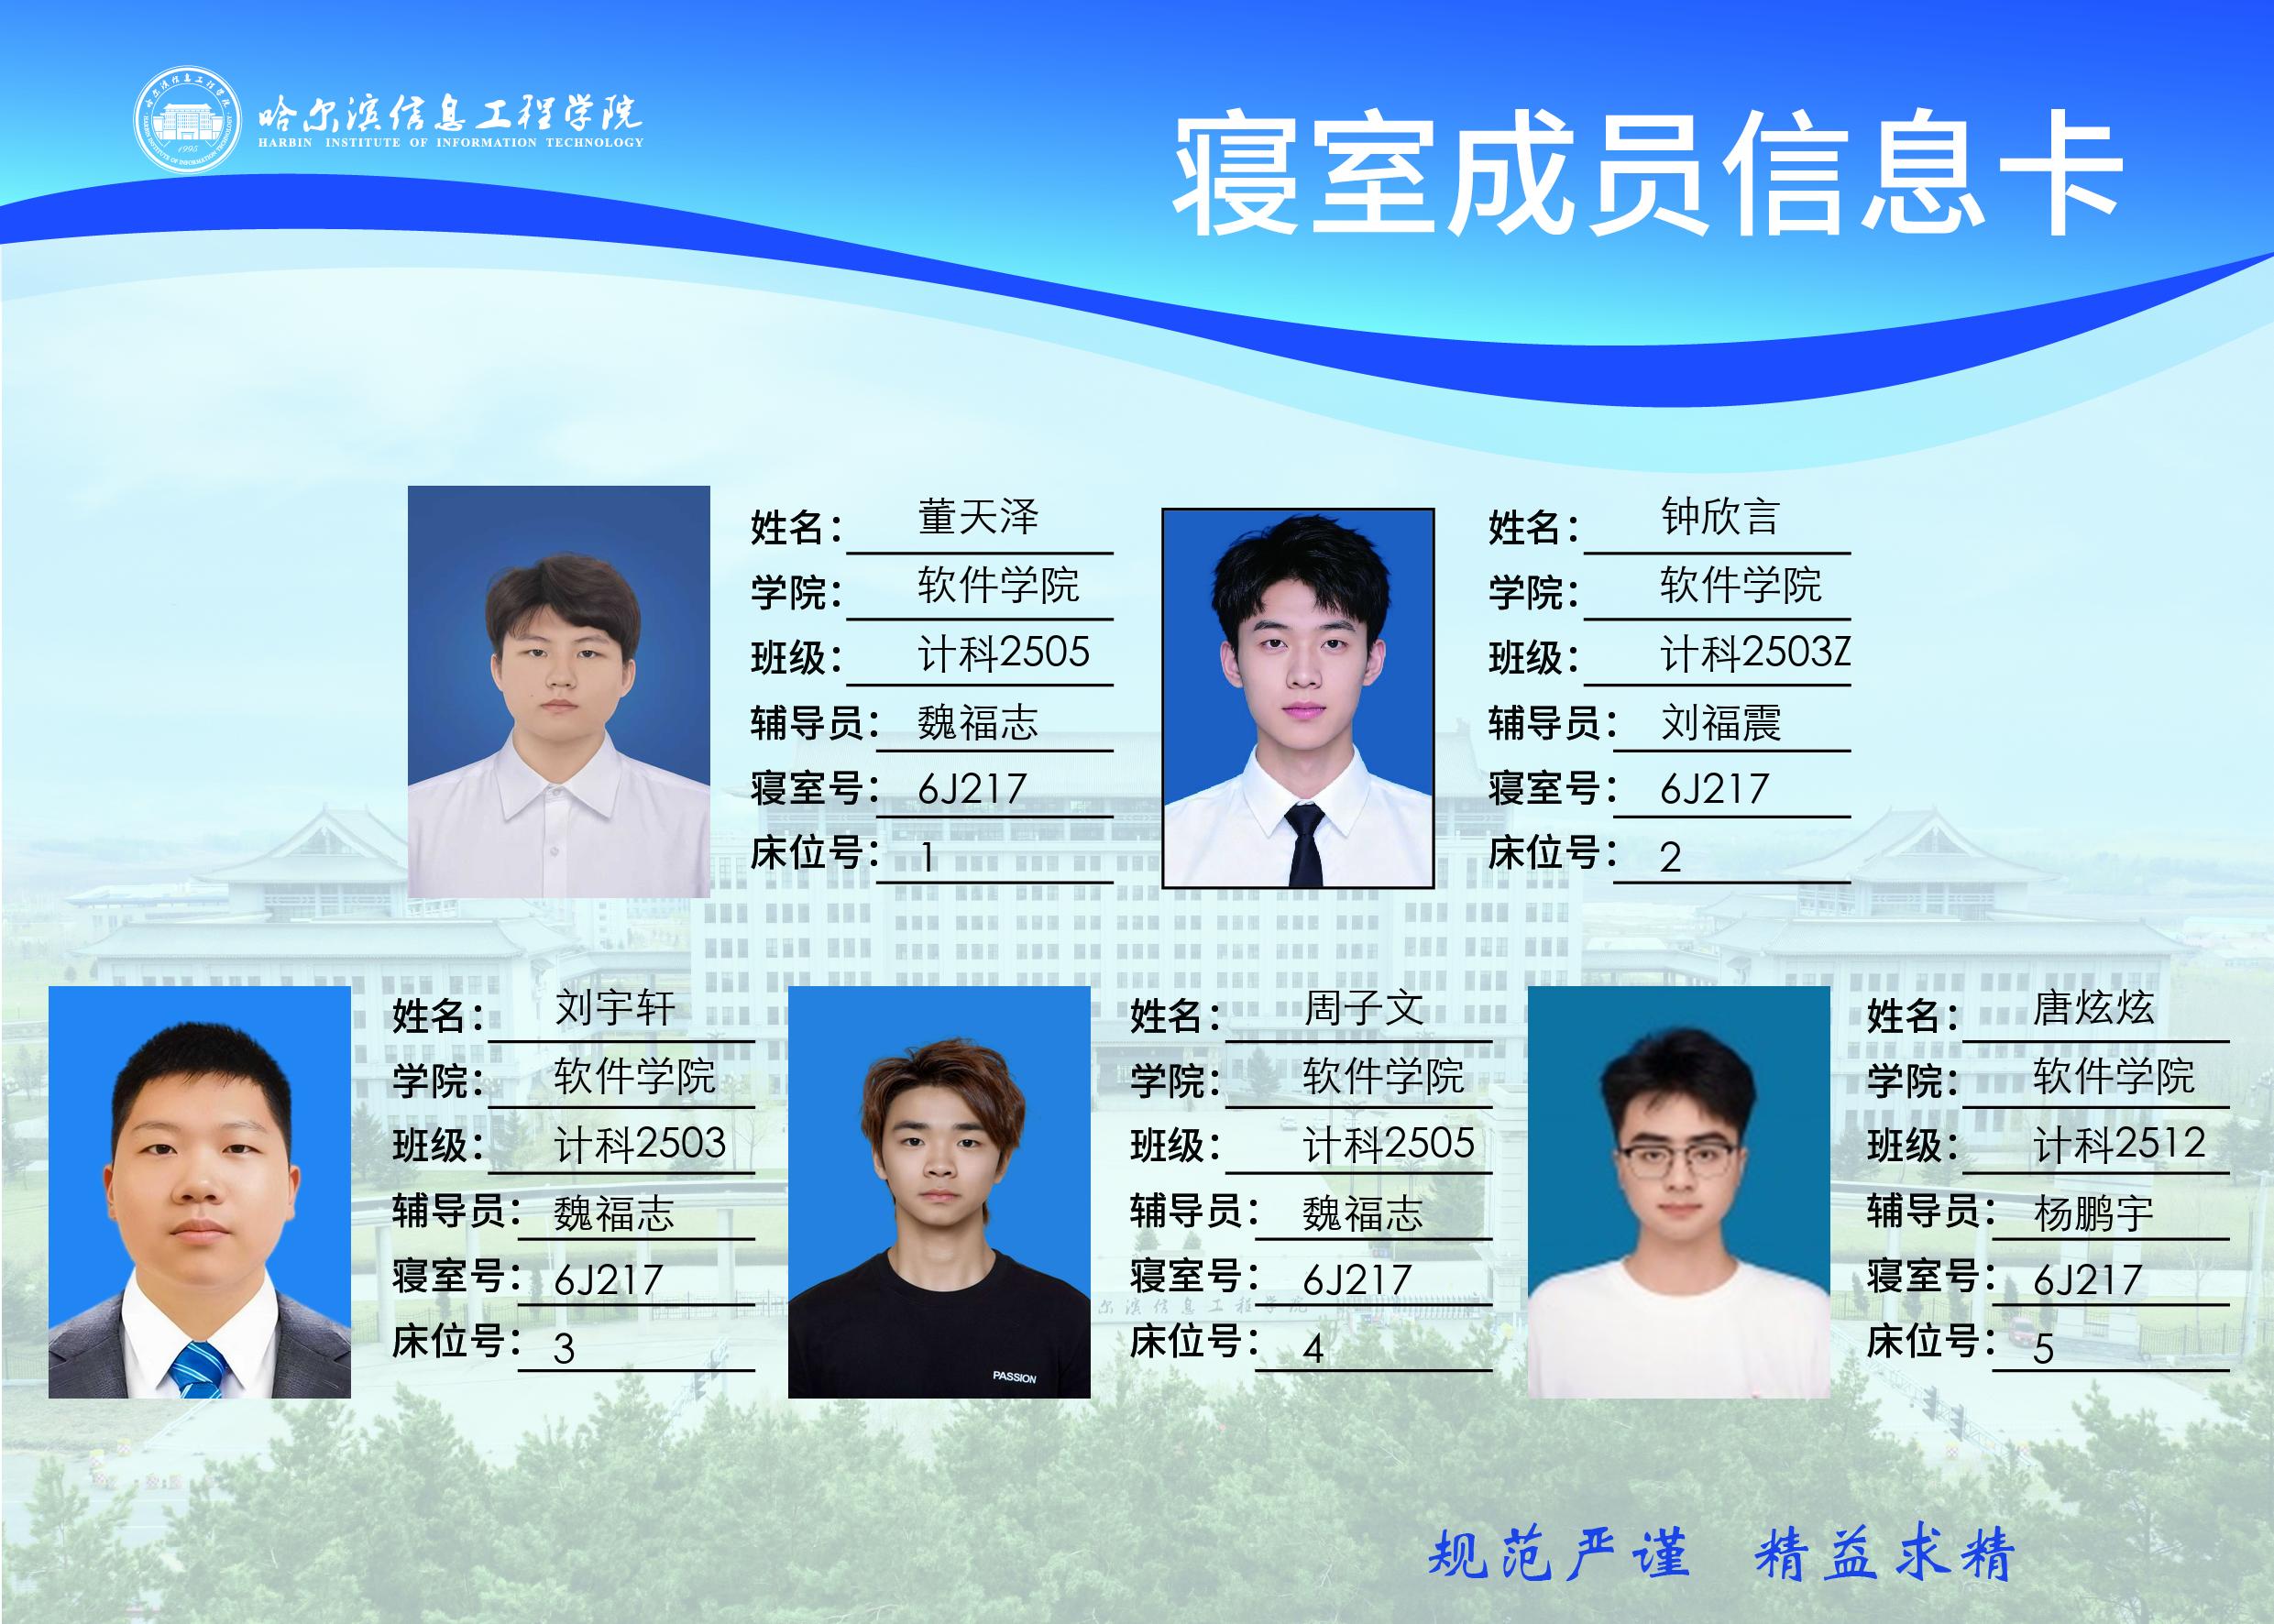 哈尔滨信息工程学院
HARBIN INSTITUTE OF INFORMATION TECHNOLOGY
1995
寝室成员信息卡
姓名：董天泽
学院：软件学院
班级：计科2505
辅导员：魏福志
寝室号：6J217
床位号：1
姓名：钟欣言
学院：软件学院
班级：计科2503Z
辅导员：刘福震
寝室号：6J217
床位号：2
姓名：刘宇轩
学院：软件学院
班级：计科2503
辅导员：魏福志
寝室号：6J217
床位号：3
姓名：周子文
学院：软件学院
班级：计科2505
辅导员：魏福志
寝室号：6J217
床位号：4
PASSION
姓名：唐炫炫
学院：软件学院
班级：计科2512
辅导员：杨鹏宇
寝室号：6J217
床位号：5
尔滨信息工程学院
规范严谨 精益求精